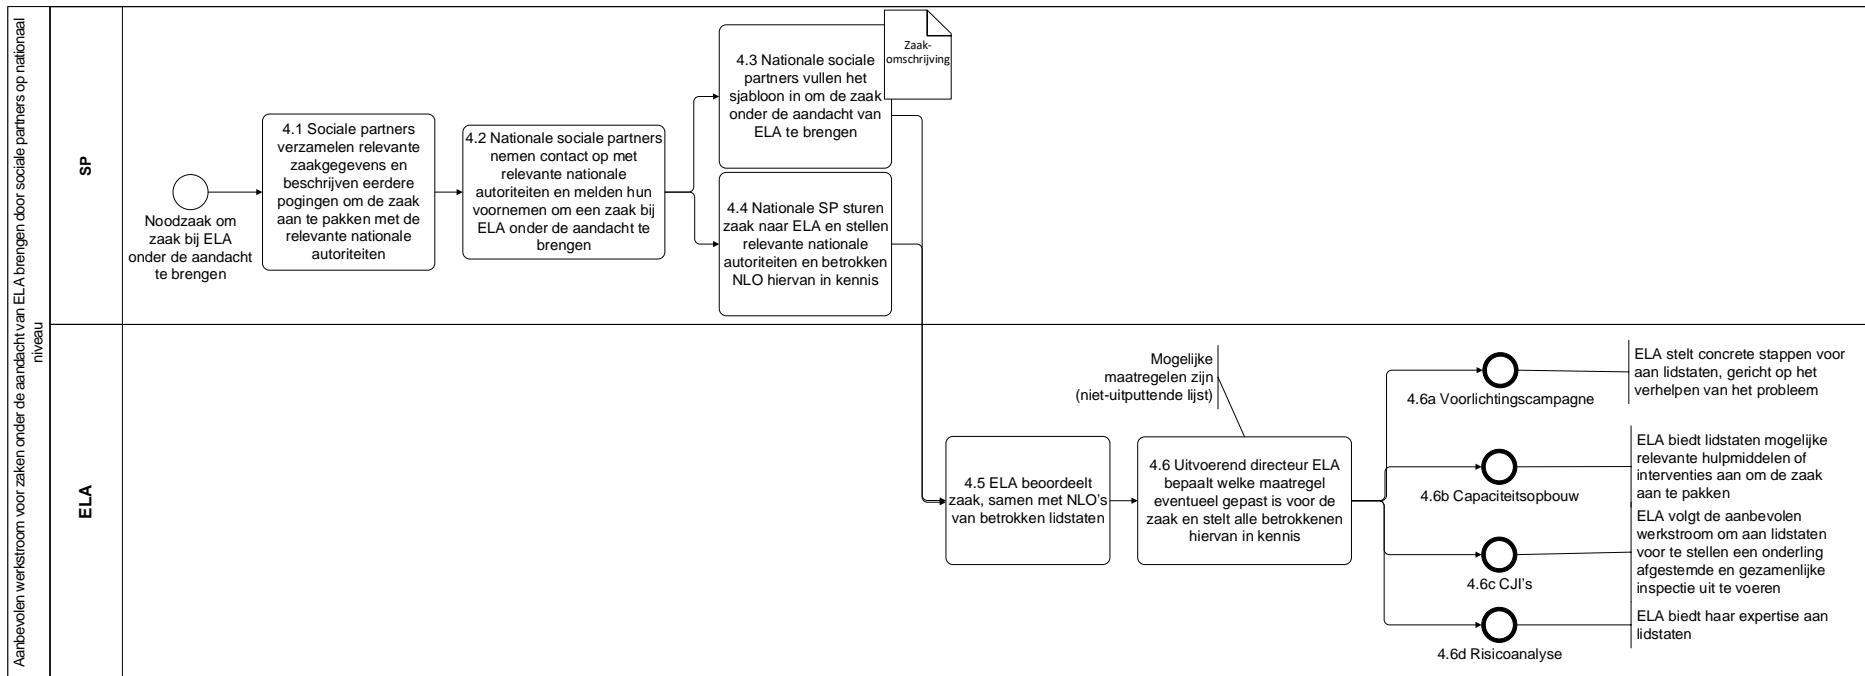 Aanbevolen werkstroom voor zaken onder de aandacht van ELA brengen door sociale partners op nationaal
niveau
SP
Noodzaak om
zaak bij ELA
onder de aandacht
te brengen
4.1 Sociale partners
verzamelen relevante
zaakgegevens en
beschrijven eerdere
pogingen om de zaak
aan te pakken met de
relevante nationale
autoriteiten
4.2 Nationale sociale partners
nemen contact op met
relevante nationale
autoriteiten en melden hun
voornemen om een zaak bij
ELA onder de aandacht te
brengen
4.3 Nationale sociale
partners vullen het
sjabloon in om de zaak
onder de aandacht van
ELA te brengen
Zaak-
omschrijving
4.4 Nationale SP sturen
zaak naar ELA en stellen
relevante nationale
autoriteiten en betrokken
NLO hiervan in kennis
ELA
4.5 ELA beoordeelt
zaak, samen met NLO's
van betrokken lidstaten
Mogelijke
maatregelen zijn
(niet-uitputtende lijst)
4.6 Uitvoerend directeur ELA
bepaalt welke maatregel
eventueel gepast is voor de
zaak en stelt alle betrokkenen
hiervan in kennis
4.6a Voorlichtingscampagne
ELA stelt concrete stappen voor
aan lidstaten, gericht op het
verhelpen van het probleem
4.6b Capaciteitsopbouw
ELA biedt lidstaten mogelijke
relevante hulpmiddelen of
interventies aan om de zaak
aan te pakken
4.6c CJI's
ELA volgt de aanbevolen
werkstroom om aan lidstaten
voor te stellen een onderling
afgestemde en gezamenlijke
inspectie uit te voeren
4.6d Risicoanalyse
ELA biedt haar expertise aan
lidstaten